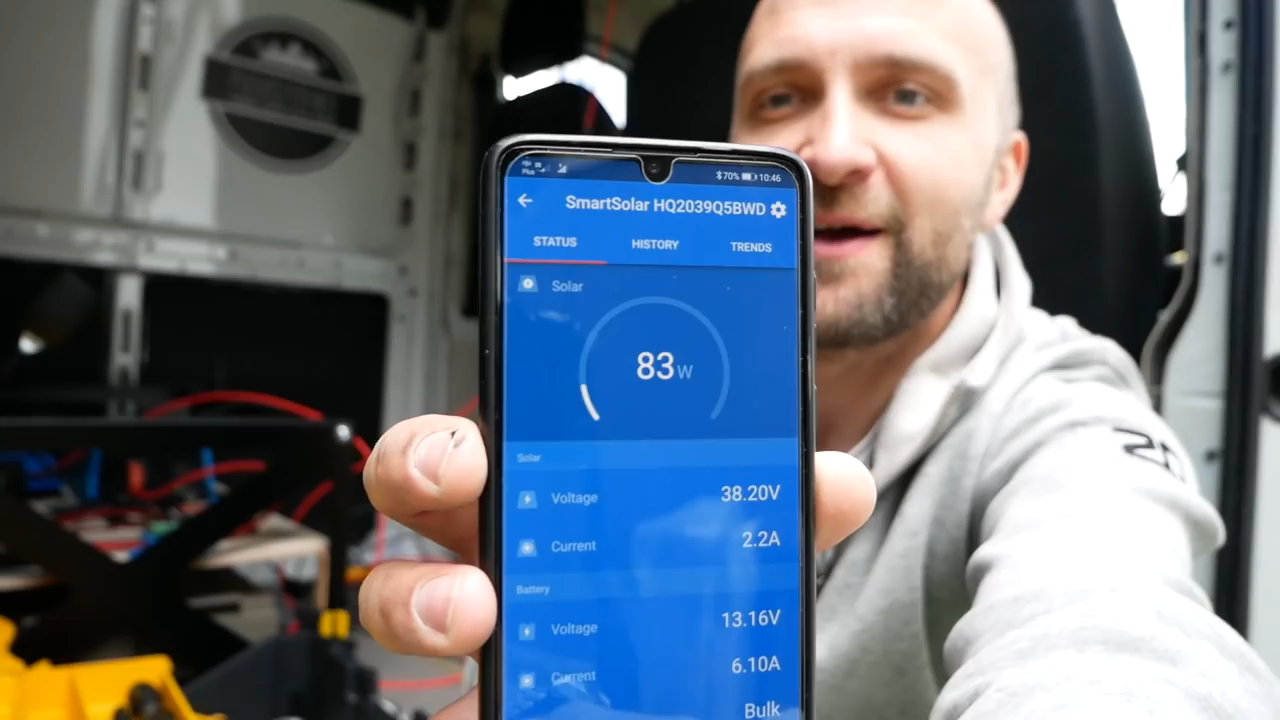 70% 10:46
SmartSolar HQ2039Q5BWD
STATUS HISTORY TRENDS
Solar
83W
Solar
Voltage 38.20V
Current 2.2A
Battery
Voltage 13.16V
Current 6.10A
Bulk